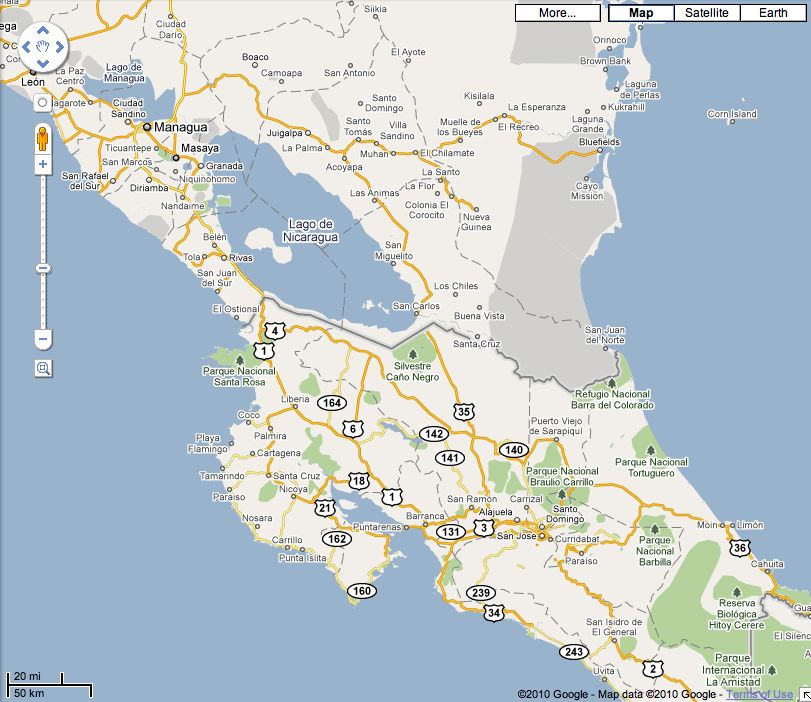 More...
Map
Satellite
Earth
Siikia
Ciudad
Darío
Orinoco
Brown Bank
El Ayote
Boaco
Camoapa
San Antonio
Lago de
Managua
La Paz
Centro
León
Laguna
de Perlas
Kukrahill
Corn Island
Nagarote
Ciudad
Sandino
Santo
Domingo
Kisilala
La Esperanza
Managua
Juigalpa
Santo
Tomás
Villa
Sandino
Muelle de
los Bueyes
El Recreo
Laguna
Grande
Bluefields
Ticuantepe
Masaya
La Palma
Muhan
El Chilamate
San Marcos
Granada
Acoyapa
San Rafael
del Sur
Niquinohomo
Diriamba
La Santo
La Flor
Cayo
Mission
Las Animas
Colonia El
Corocito
Nandaime
Nueva
Guinea
Lago de
Nicaragua
Belén
Tola
Rivas
San
Miguelito
San Juan
del Sur
Los Chiles
San Carlos
El Ostional
Buena Vista
San Juan
del Norte
4
Santa Cruz
1
Parque Nacional
Santa Rosa
Silvestre
Caño Negro
Refugio Nacional
Barra del Colorado
Liberia
164
35
Coco
6
142
Puerto Viejo
de Sarapiquí
Playa
Flamingo
Palmira
141
140
Cartagena
Parque Nacional
Tortuguero
Parque Nacional
Braulio Carrillo
Tamarindo
Santa Cruz
18
Paraiso
Nicoya
1
San Ramón
Carrizal
21
Alajuela
Santo
Domingo
Nosara
Barranca
Puntarenas
131
3
Moin
Limón
San Jose
Curridabat
Carrillo
162
Parque
Nacional
Barbilla
36
Punta Islita
Paraíso
Cahuita
160
239
Reserva
Biológica
Hitoy Cerere
Gua
34
San Isidro de
El General
El Silenc
243
Parque
Internacional
La Amistad
2
Uvita
20 mi
50 km
©2010 Google - Map data ©2010 Google - Terms of Use